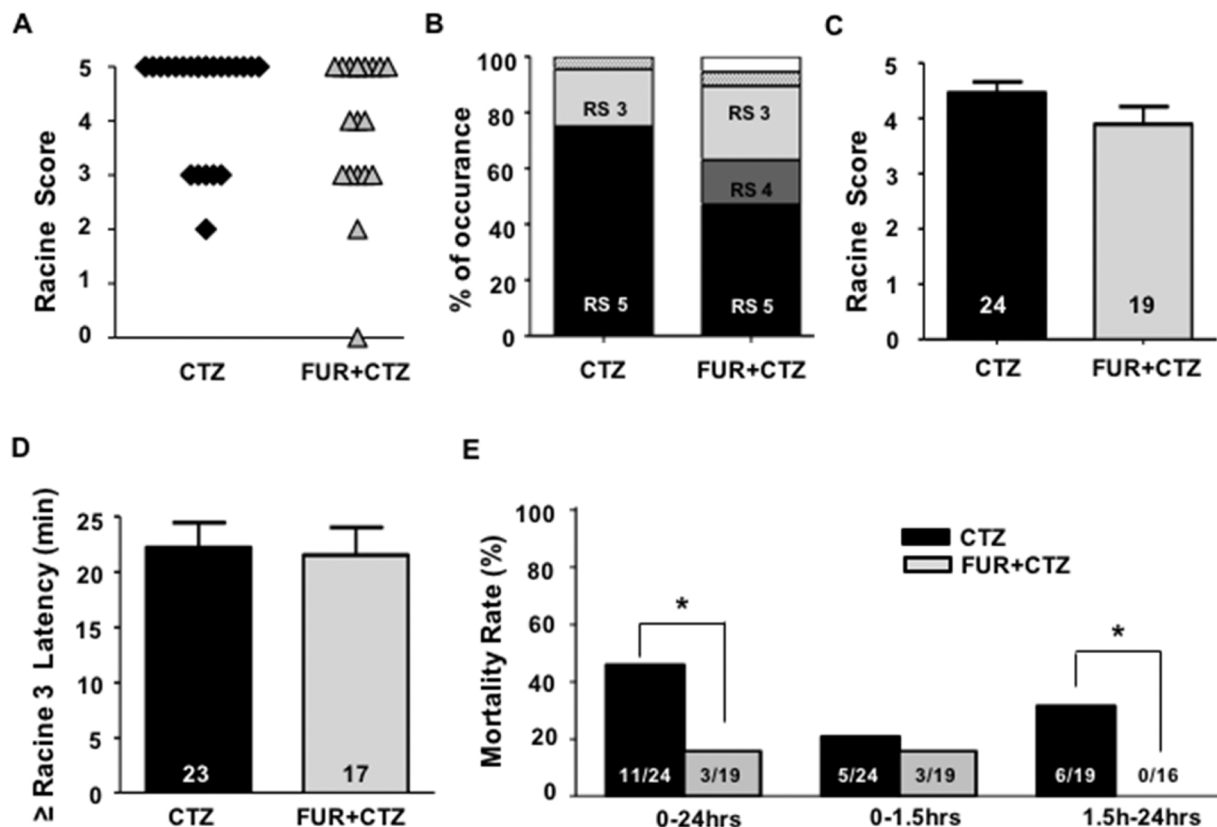 A
Racine Score
5
4
3
2
1
0
CTZ
FUR+CTZ
B
% of occurance
100
80
60
40
20
0
RS 3
RS 5
RS 3
RS 4
RS 5
CTZ
FUR+CTZ
C
Racine Score
5
4
3
2
1
0
24
19
CTZ
FUR+CTZ
D
≥ Racine 3 Latency (min)
25
20
15
10
5
0
23
17
CTZ
FUR+CTZ
E
Mortality Rate (%)
100
80
60
40
20
0
CTZ
FUR+CTZ
*
*
11/24
3/19
5/24
3/19
6/19
0/16
0-24hrs
0-1.5hrs
1.5h-24hrs